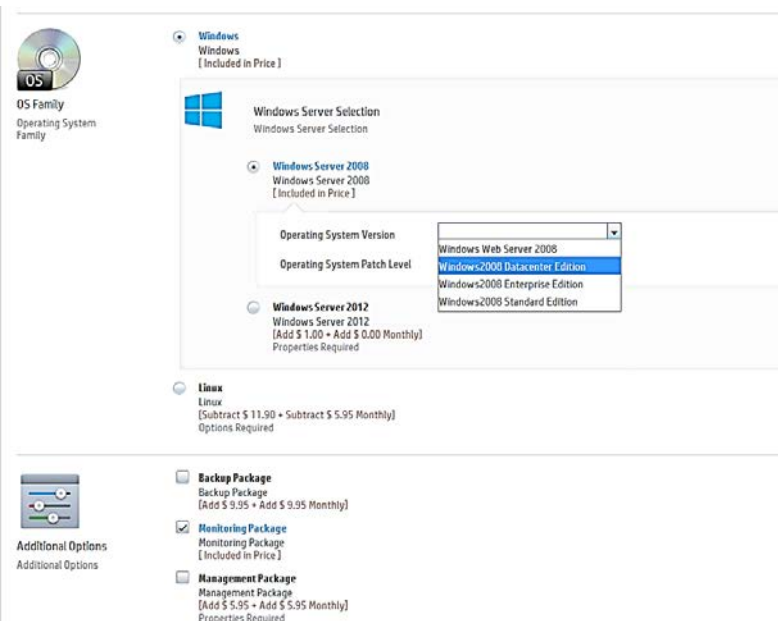 Windows
Windows
[ Included in Price ]
OS
OS Family
Operating System
Family
Windows Server Selection
Windows Server Selection
Windows Server 2008
Windows Server 2008
[ Included in Price ]
Operating System Version
Windows Web Server 2008
Windows2008 Datacenter Edition
Operating System Patch Level
Windows2008 Enterprise Edition
Windows2008 Standard Edition
Windows Server 2012
Windows Server 2012
[Add $ 1.00 + Add $ 0.00 Monthly]
Properties Required
Linux
Linux
[Subtract $ 11.90 + Subtract $ 5.95 Monthly]
Options Required
Additional Options
Additional Options
Backup Package
Backup Package
[Add $ 9.95 + Add $ 9.95 Monthly]
Monitoring Package
Monitoring Package
[ Included in Price ]
Management Package
Management Package
[Add $ 5.95 + Add $ 5.95 Monthly]
Properties Required